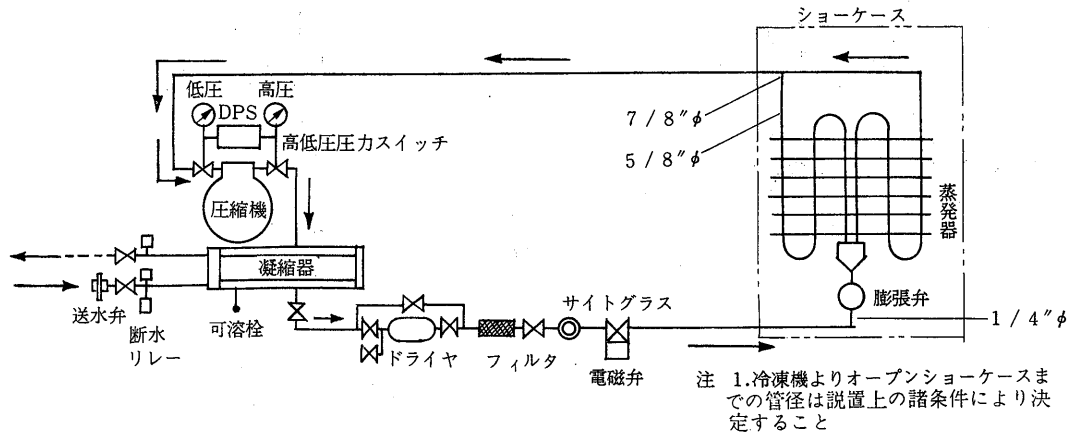 ショーケース
低圧
高圧
DPS
高低圧圧力スイッチ
7/8″φ
5/8″φ
圧縮機
蒸発器
凝縮器
送水弁
断水
リレー
可溶栓
ドライヤ
フィルタ
サイトグラス
電磁弁
膨張弁
1/4″φ
注 1.冷凍機よりオープンショーケースま
での管径は説置上の諸条件により決
定すること